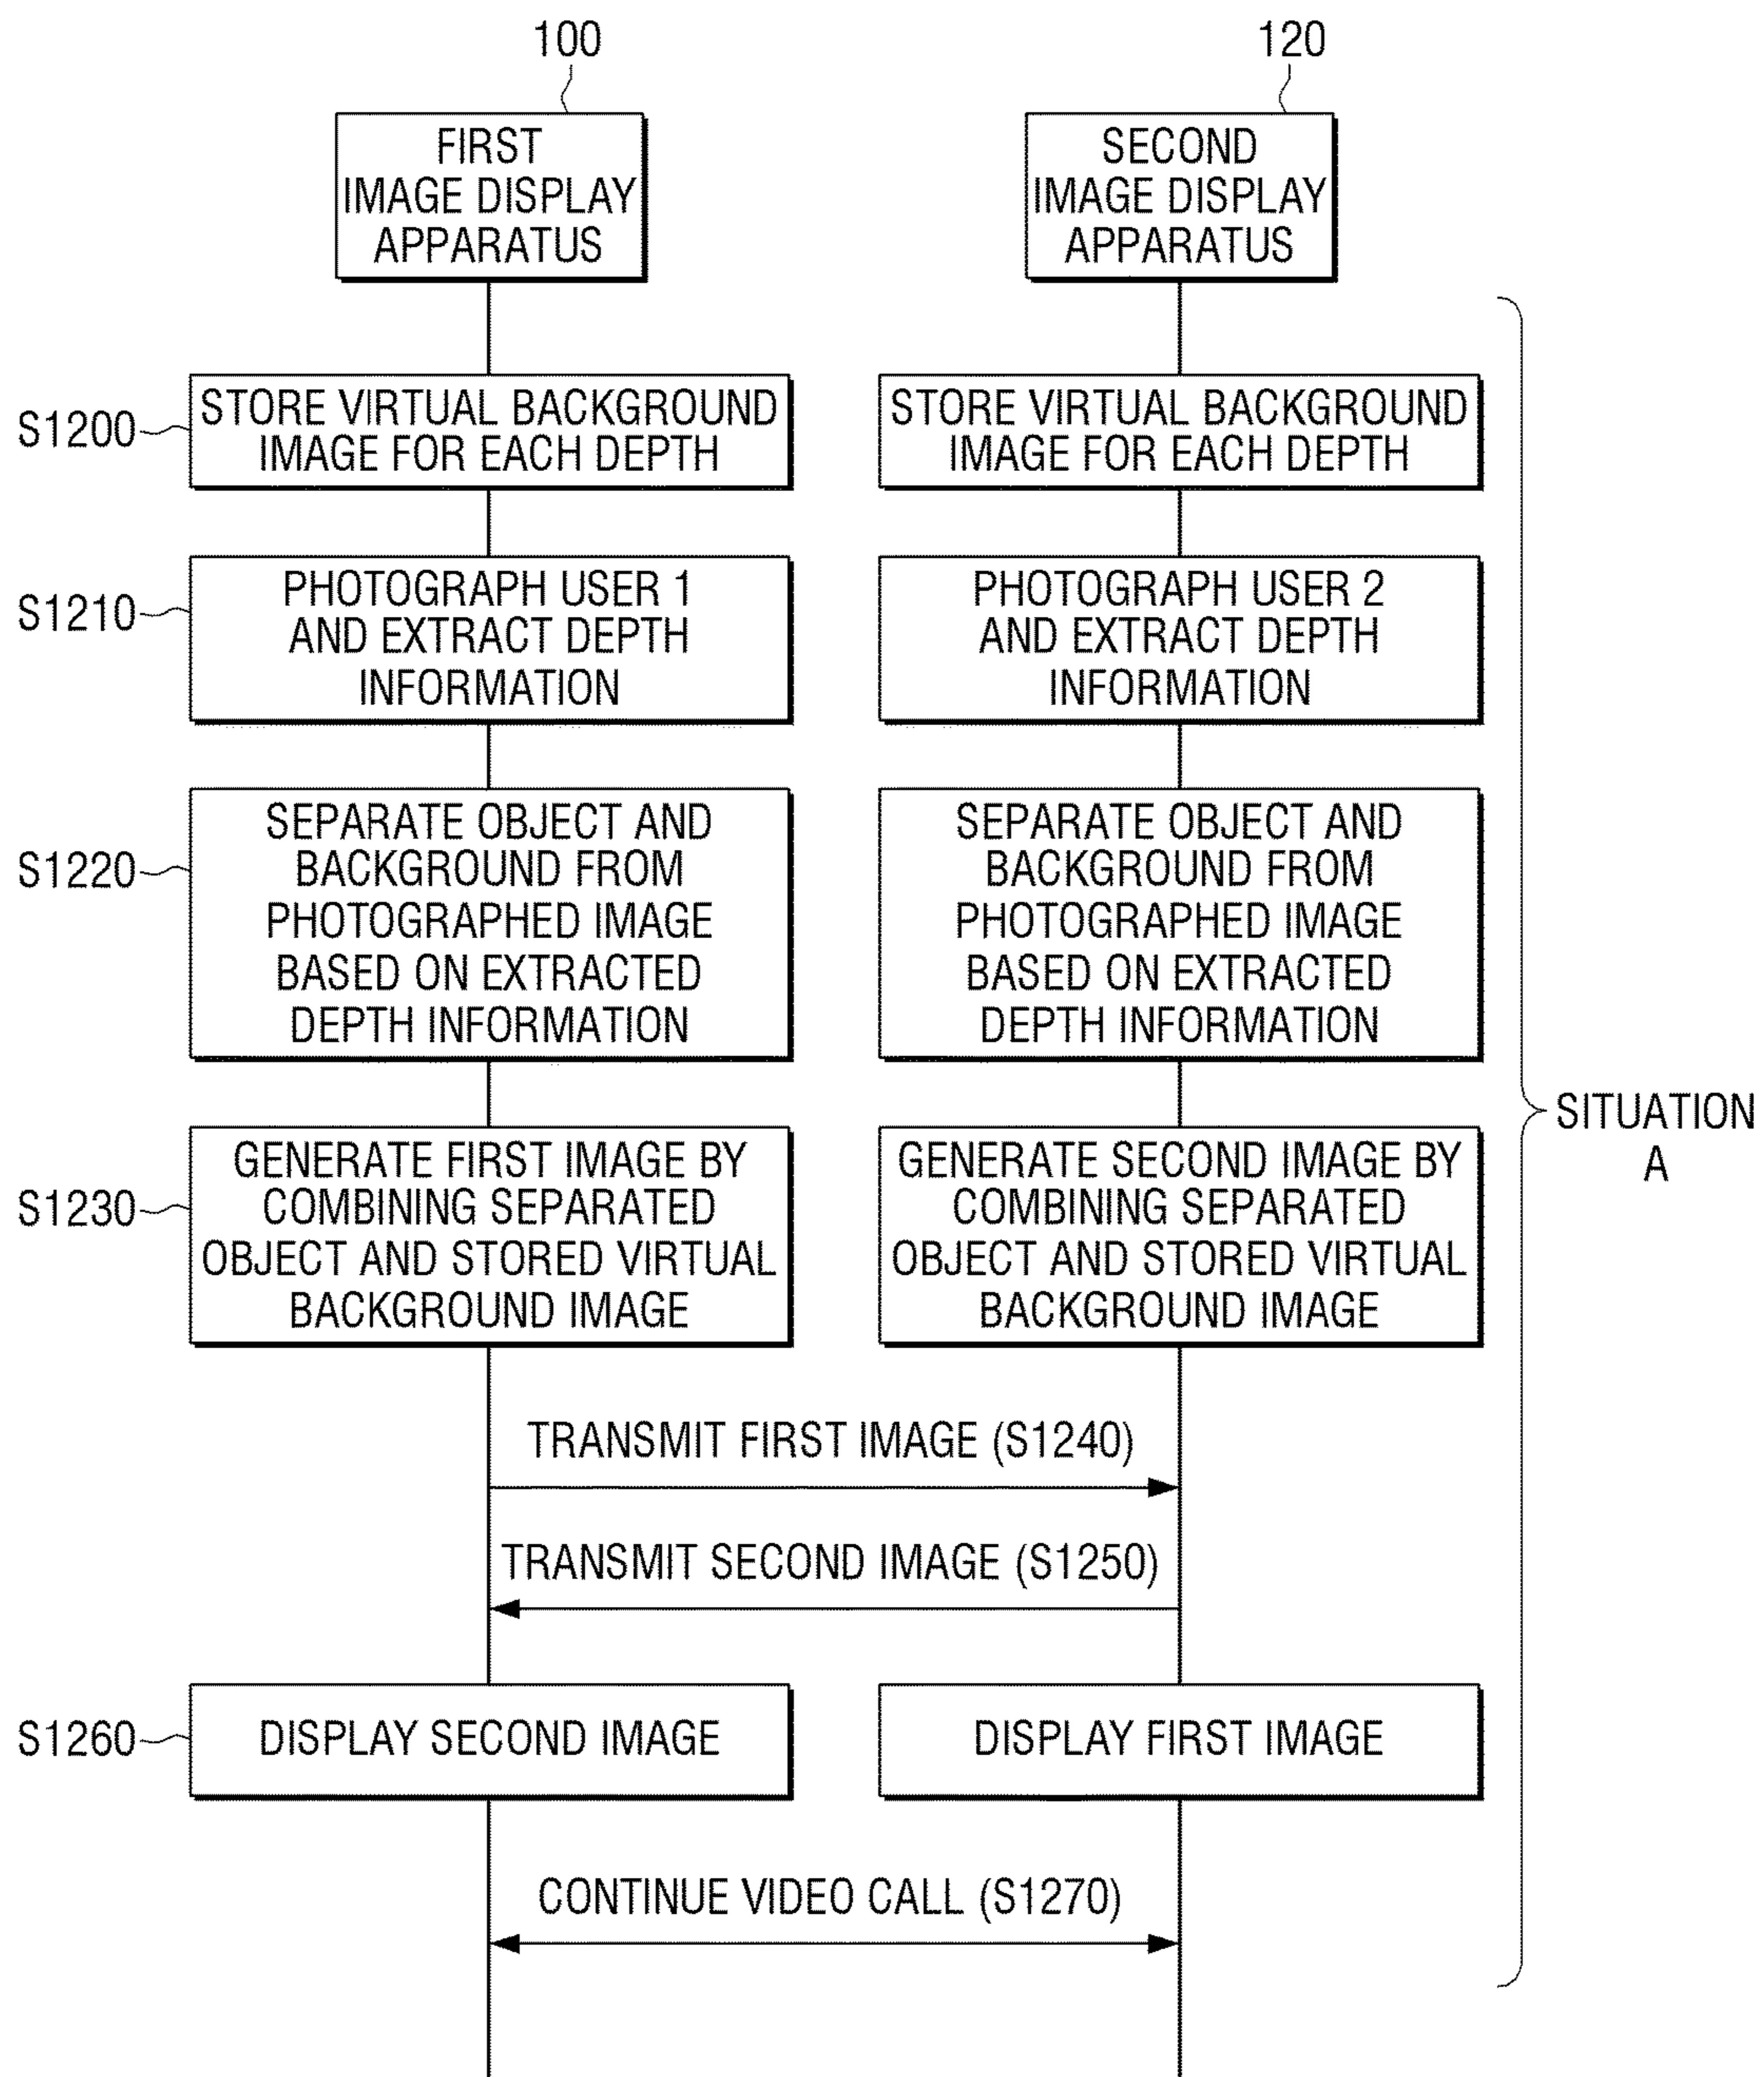 100
120
FIRST
IMAGE DISPLAY
APPARATUS
SECOND
IMAGE DISPLAY
APPARATUS
S1200
STORE VIRTUAL BACKGROUND
IMAGE FOR EACH DEPTH
STORE VIRTUAL BACKGROUND
IMAGE FOR EACH DEPTH
S1210
PHOTOGRAPH USER 1
AND EXTRACT DEPTH
INFORMATION
PHOTOGRAPH USER 2
AND EXTRACT DEPTH
INFORMATION
S1220
SEPARATE OBJECT AND
BACKGROUND FROM
PHOTOGRAPHED IMAGE
BASED ON EXTRACTED
DEPTH INFORMATION
SEPARATE OBJECT AND
BACKGROUND FROM
PHOTOGRAPHED IMAGE
BASED ON EXTRACTED
DEPTH INFORMATION
SITUATION
A
S1230
GENERATE FIRST IMAGE BY
COMBINING SEPARATED
OBJECT AND STORED VIRTUAL
BACKGROUND IMAGE
GENERATE SECOND IMAGE BY
COMBINING SEPARATED
OBJECT AND STORED VIRTUAL
BACKGROUND IMAGE
TRANSMIT FIRST IMAGE (S1240)
TRANSMIT SECOND IMAGE (S1250)
S1260
DISPLAY SECOND IMAGE
DISPLAY FIRST IMAGE
CONTINUE VIDEO CALL (S1270)